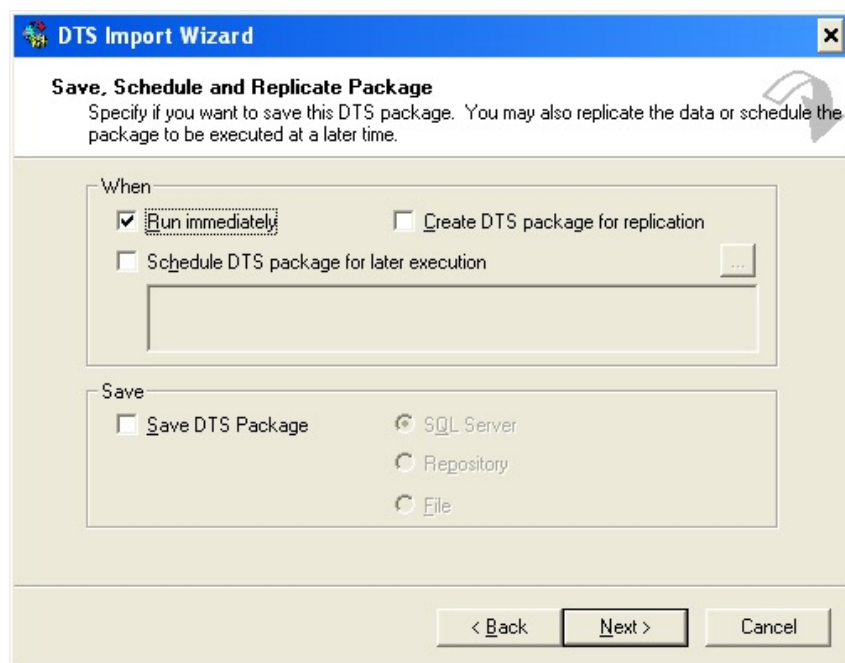 DTS Import Wizard
Save, Schedule and Replicate Package
Specify if you want to save this DTS package. You may also replicate the data or schedule the
package to be executed at a later time.
When
Run immediately
Create DTS package for replication
Schedule DTS package for later execution
...
Save
Save DTS Package
SQL Server
Repository
File
< Back
Next >
Cancel